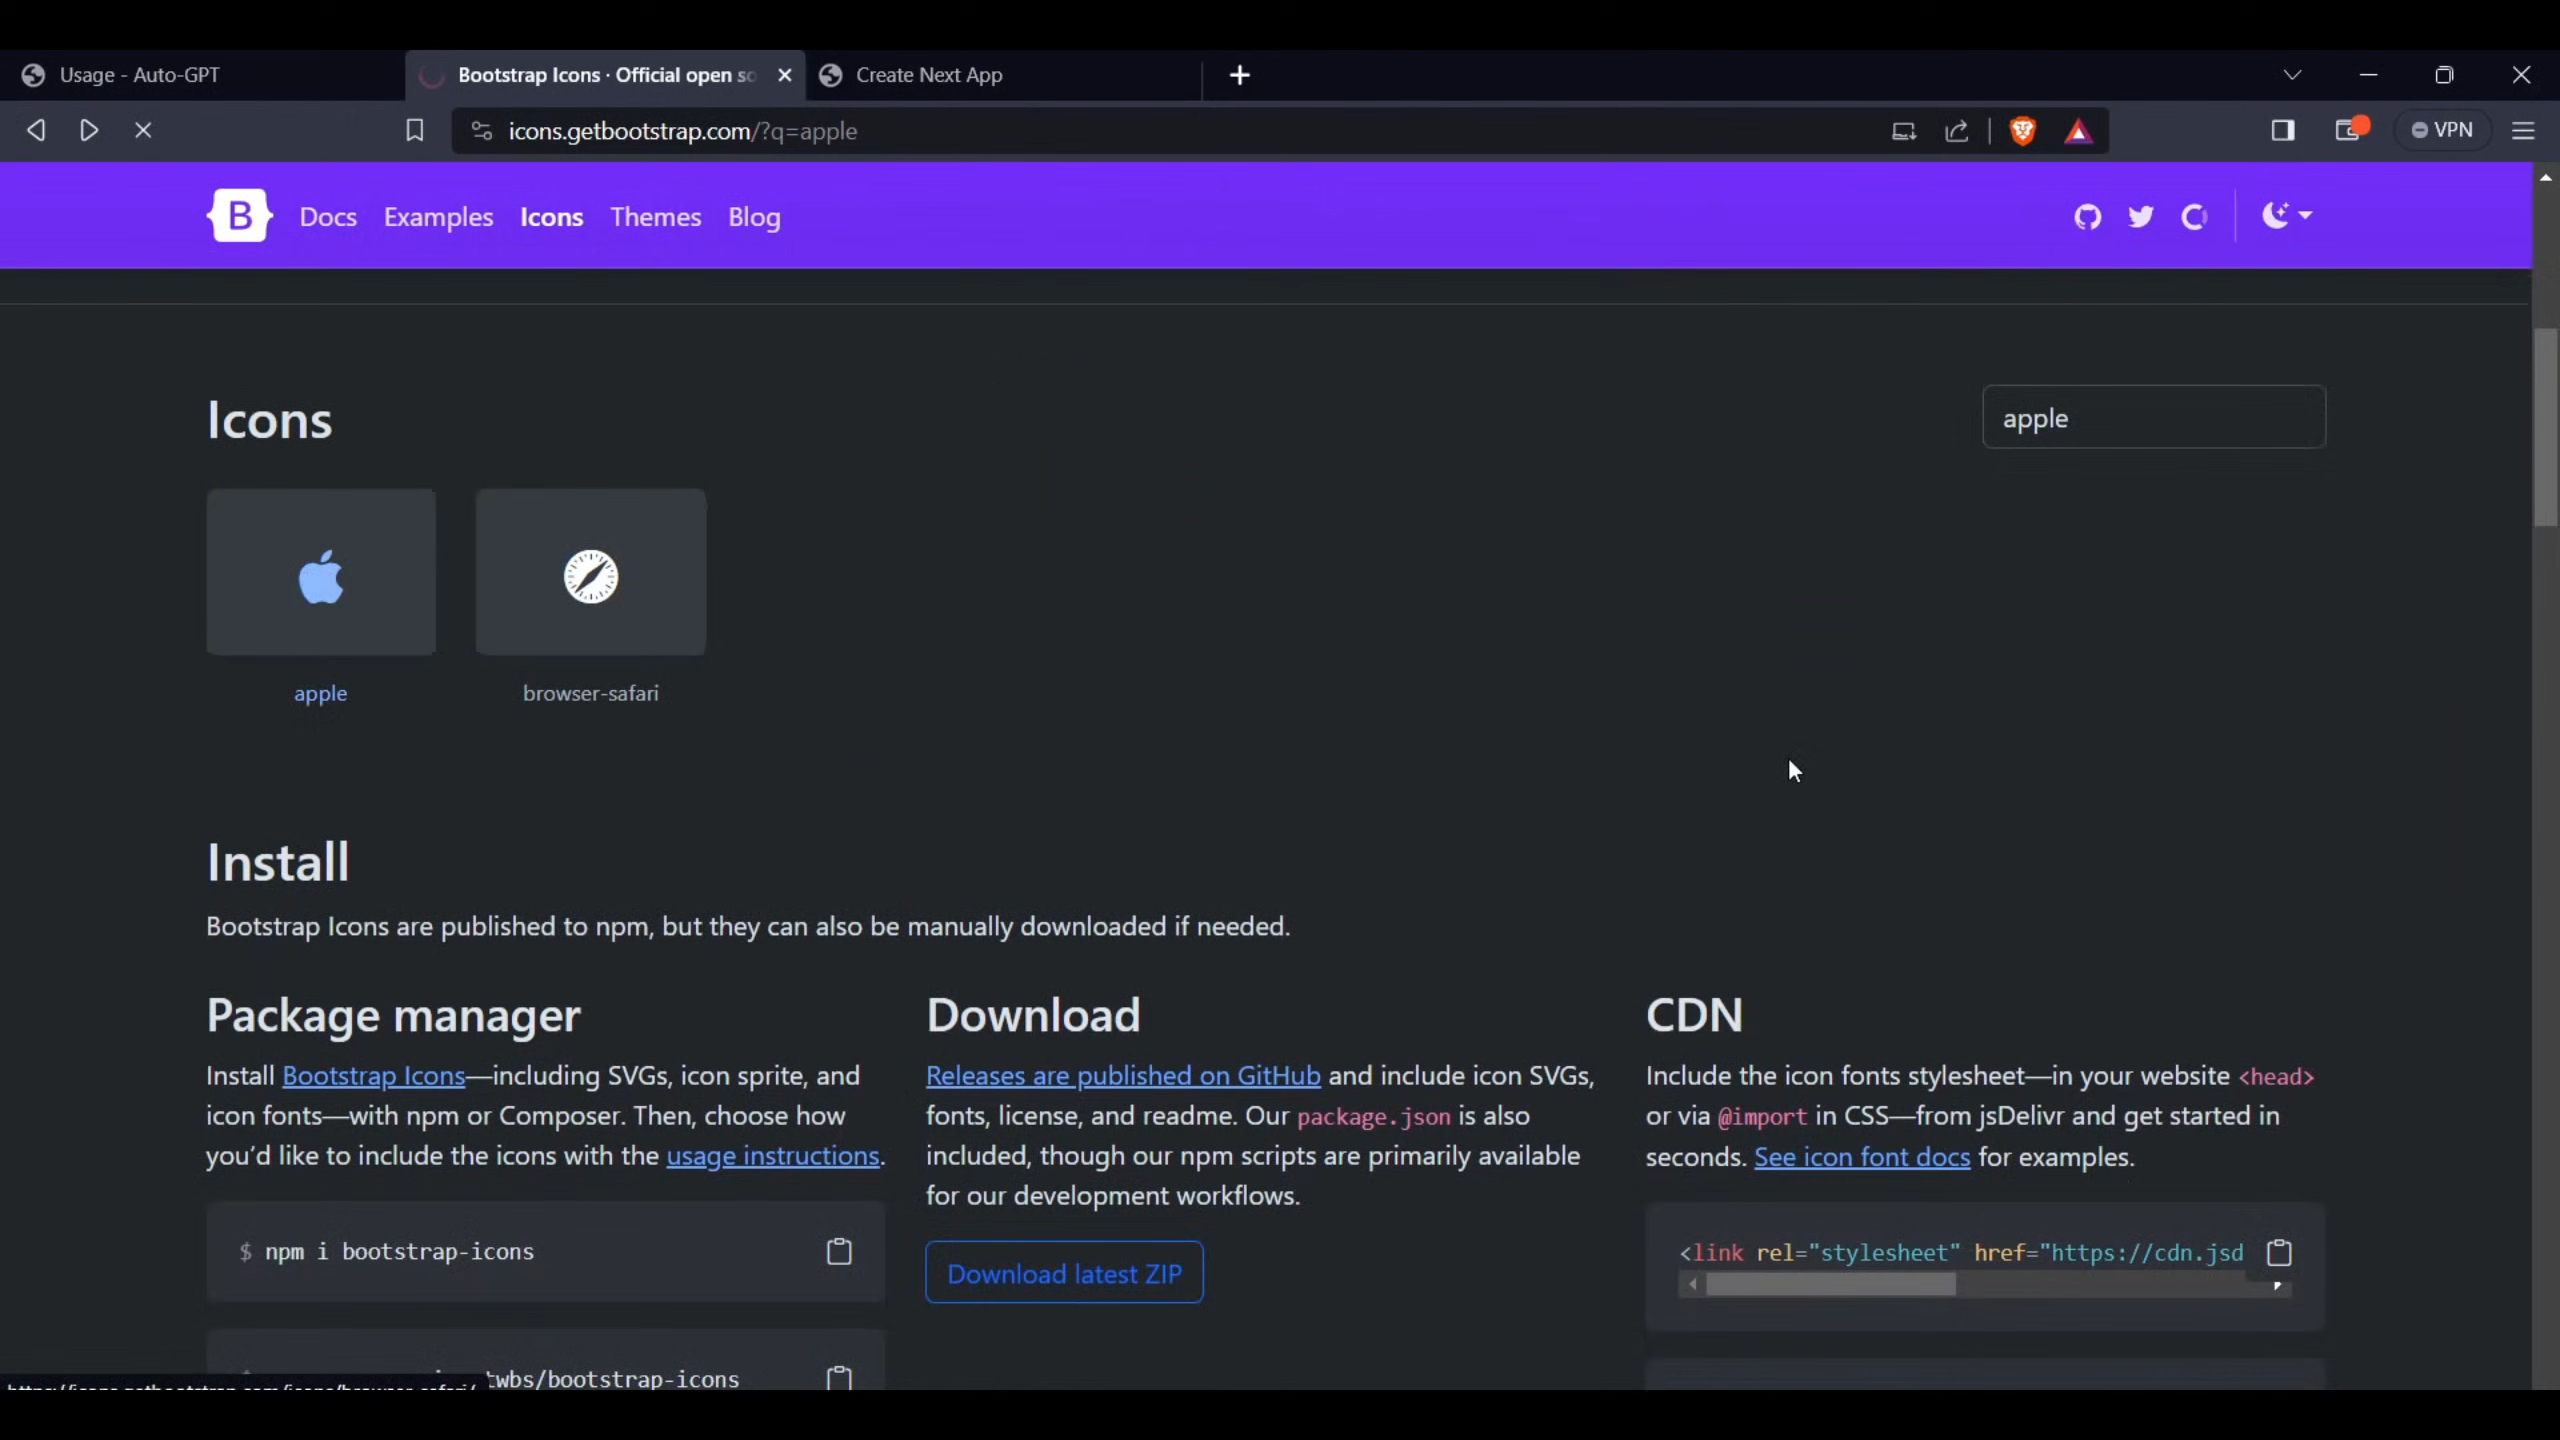 Usage - Auto-GPT
Bootstrap Icons · Official open so
Create Next App
icons.getbootstrap.com/?q=apple
VPN
B
Docs
Examples
Icons
Themes
Blog
Icons
apple
apple
browser-safari
Install
Bootstrap Icons are published to npm, but they can also be manually downloaded if needed.
Package manager
Install Bootstrap Icons—including SVGs, icon sprite, and
icon fonts—with npm or Composer. Then, choose how
you’d like to include the icons with the usage instructions.
$ npm i bootstrap-icons
twbs/bootstrap-icons
Download
Releases are published on GitHub and include icon SVGs,
fonts, license, and readme. Our package.json is also
included, though our npm scripts are primarily available
for our development workflows.
Download latest ZIP
CDN
Include the icon fonts stylesheet—in your website <head>
or via @import in CSS—from jsDelivr and get started in
seconds. See icon font docs for examples.
<link rel="stylesheet" href="https://cdn.jsd